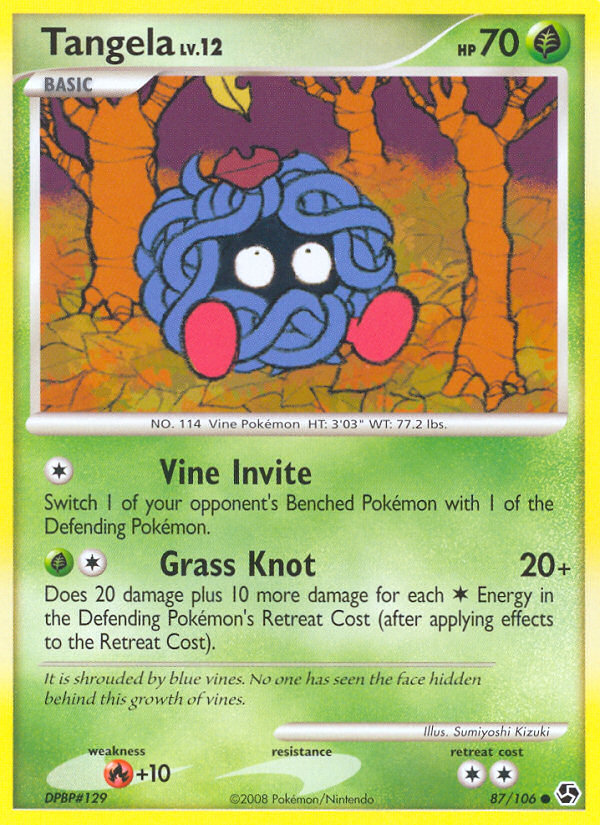 Tangela LV.12
HP 70
BASIC
NO. 114 Vine Pokémon HT: 3'03" WT: 77.2 lbs.
Vine Invite
Switch 1 of your opponent's Benched Pokémon with 1 of the
Defending Pokémon.
Grass Knot 20+
Does 20 damage plus 10 more damage for each Energy in
the Defending Pokémon's Retreat Cost (after applying effects
to the Retreat Cost).
It is shrouded by blue vines. No one has seen the face hidden
behind this growth of vines.
Illus. Sumiyoshi Kizuki
weakness resistance retreat cost
+10
DPBP#129 ©2008 Pokémon/Nintendo 87/106